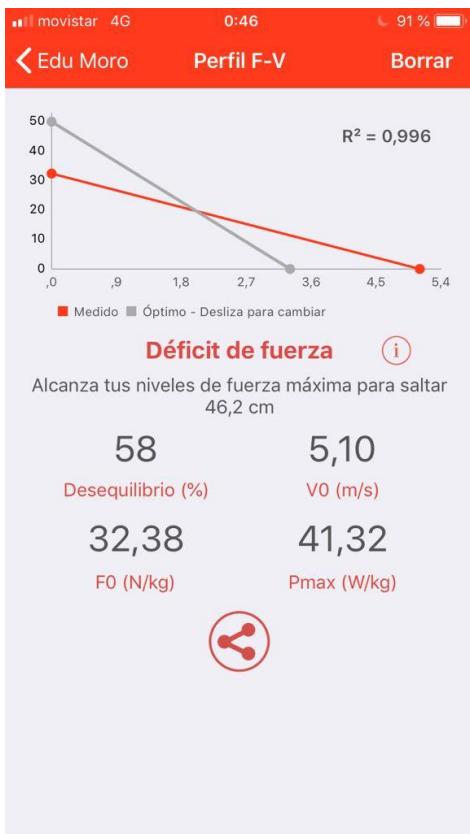 movistar 4G 0:46 91 %
Edu Moro Perfil F-V Borrar
R² = 0,996
50
40
30
20
10
0
,0 ,9 1,8 2,7 3,6 4,5 5,4
Medido Óptimo - Desliza para cambiar
Déficit de fuerza i
Alcanza tus niveles de fuerza máxima para saltar
46,2 cm
58 5,10
Desequilibrio (%) V0 (m/s)
32,38 41,32
F0 (N/kg) Pmax (W/kg)